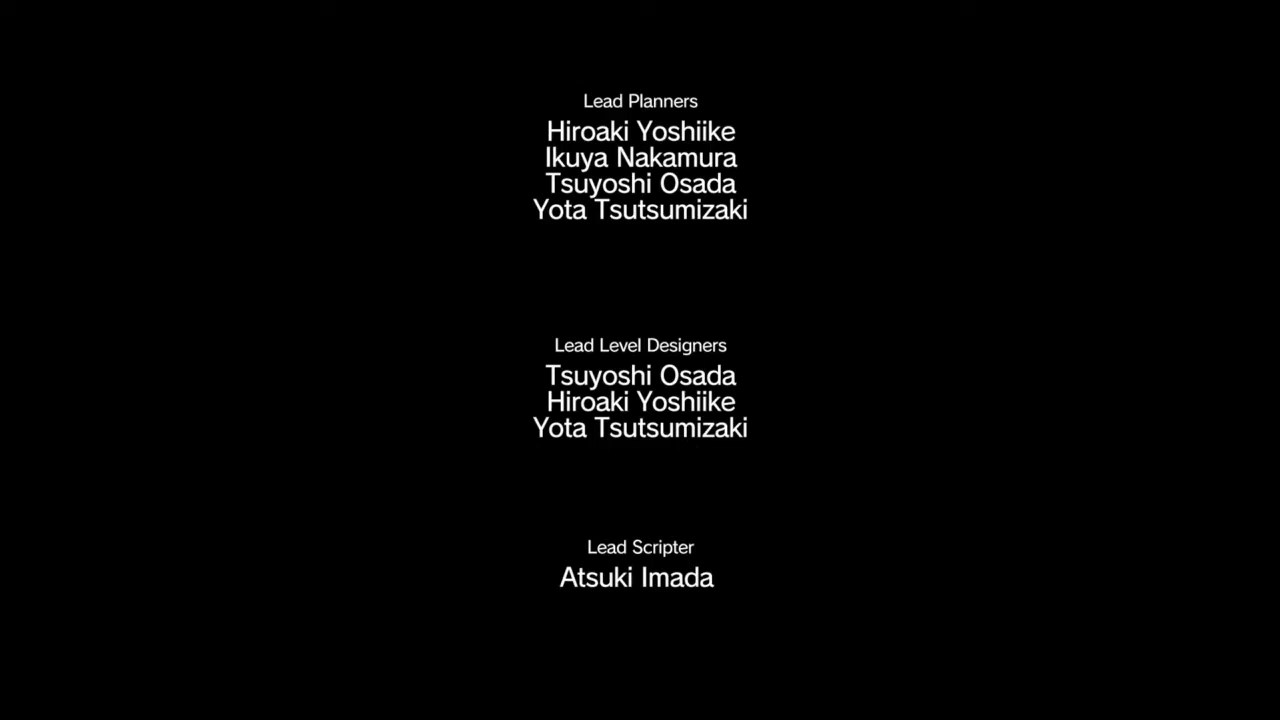 Lead Planners
Hiroaki Yoshiike
Ikuya Nakamura
Tsuyoshi Osada
Yota Tsutsumizaki
Lead Level Designers
Tsuyoshi Osada
Hiroaki Yoshiike
Yota Tsutsumizaki
Lead Scripter
Atsuki Imada